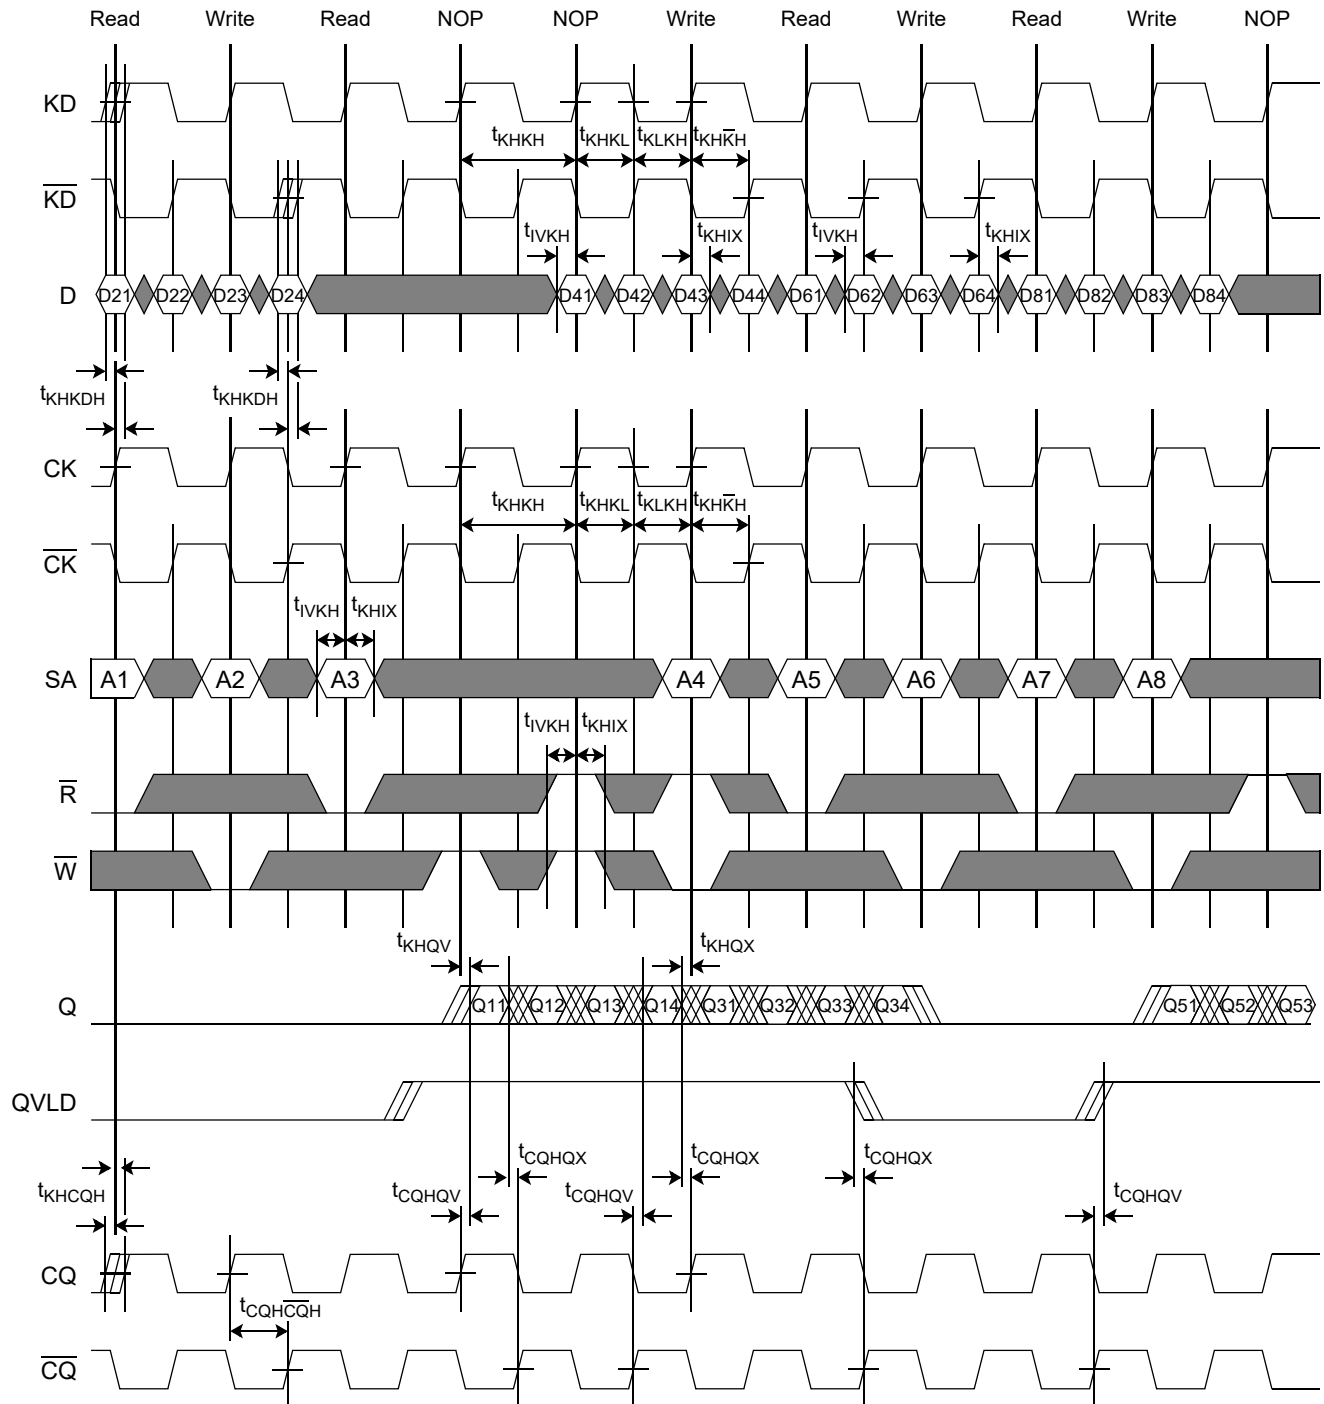 Read Write Read NOP NOP Write Read Write Read Write NOP
KD
tKHKH tKHKL tKLKH tKHK̅H
K̅D̅
tIVKH tKHIX tIVKH tKHIX
D D21 D22 D23 D24 D41 D42 D43 D44 D61 D62 D63 D64 D81 D82 D83 D84
tKHKDH tKHKDH
CK
tKHKH tKHKL tKLKH tKHK̅H
C̅K̅
tIVKH tKHIX
SA A1 A2 A3 A4 A5 A6 A7 A8
tIVKH tKHIX
R̅
W̅
tKHQV tKHQX
Q Q11 Q12 Q13 Q14 Q31 Q32 Q33 Q34 Q51 Q52 Q53
QVLD
tCQHQX tCQHQX tCQHQX
tKHCQH tCQHQV tCQHQV tCQHQV
CQ
tCQHC̅Q̅H
C̅Q̅